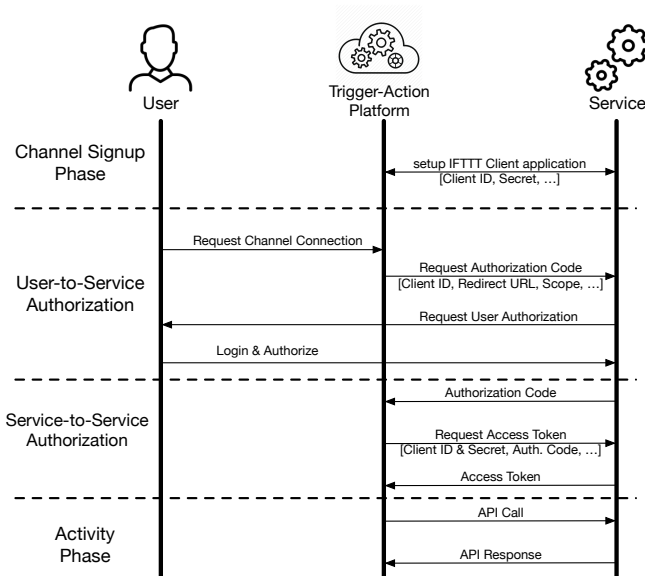 User
Trigger-Action
Platform
Service
Channel Signup
Phase
setup IFTTT Client application
[Client ID, Secret, ...]
Request Channel Connection
User-to-Service
Authorization
Request Authorization Code
[Client ID, Redirect URL, Scope, ...]
Request User Authorization
Login & Authorize
Service-to-Service
Authorization
Authorization Code
Request Access Token
[Client ID & Secret, Auth. Code, ...]
Access Token
Activity
Phase
API Call
API Response